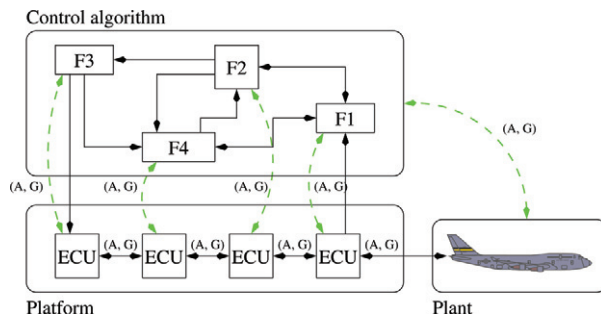 Control algorithm
F3
F2
F1
F4
(A, G)
(A, G)
(A, G)
(A, G)
(A, G)
(A, G)
(A, G)
(A, G)
(A, G)
ECU
ECU
ECU
ECU
Platform
Plant